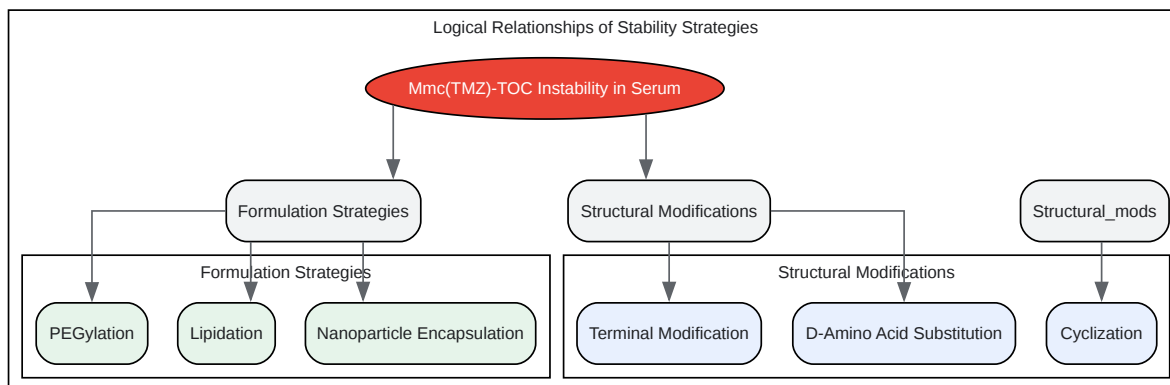 Logical Relationships of Stability Strategies
Mmc(TMZ)-TOC Instability in Serum
Formulation Strategies
Structural Modifications
Structural_mods
Formulation Strategies
Structural Modifications
PEGylation
Lipidation
Nanoparticle Encapsulation
Terminal Modification
D-Amino Acid Substitution
Cyclization